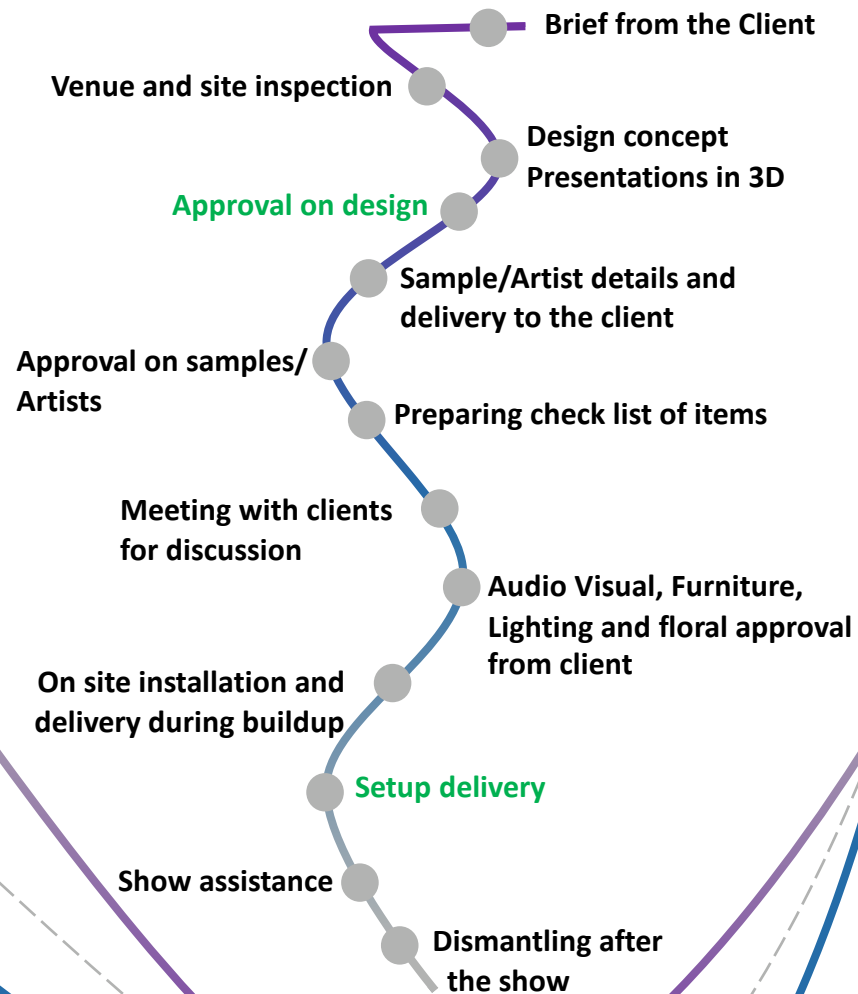 Brief from the Client
Venue and site inspection
Design concept
Presentations in 3D
Approval on design
Sample/Artist details and
delivery to the client
Approval on samples/
Artists
Preparing check list of items
Meeting with clients
for discussion
Audio Visual, Furniture,
Lighting and floral approval
from client
On site installation and
delivery during buildup
Setup delivery
Show assistance
Dismantling after
the show